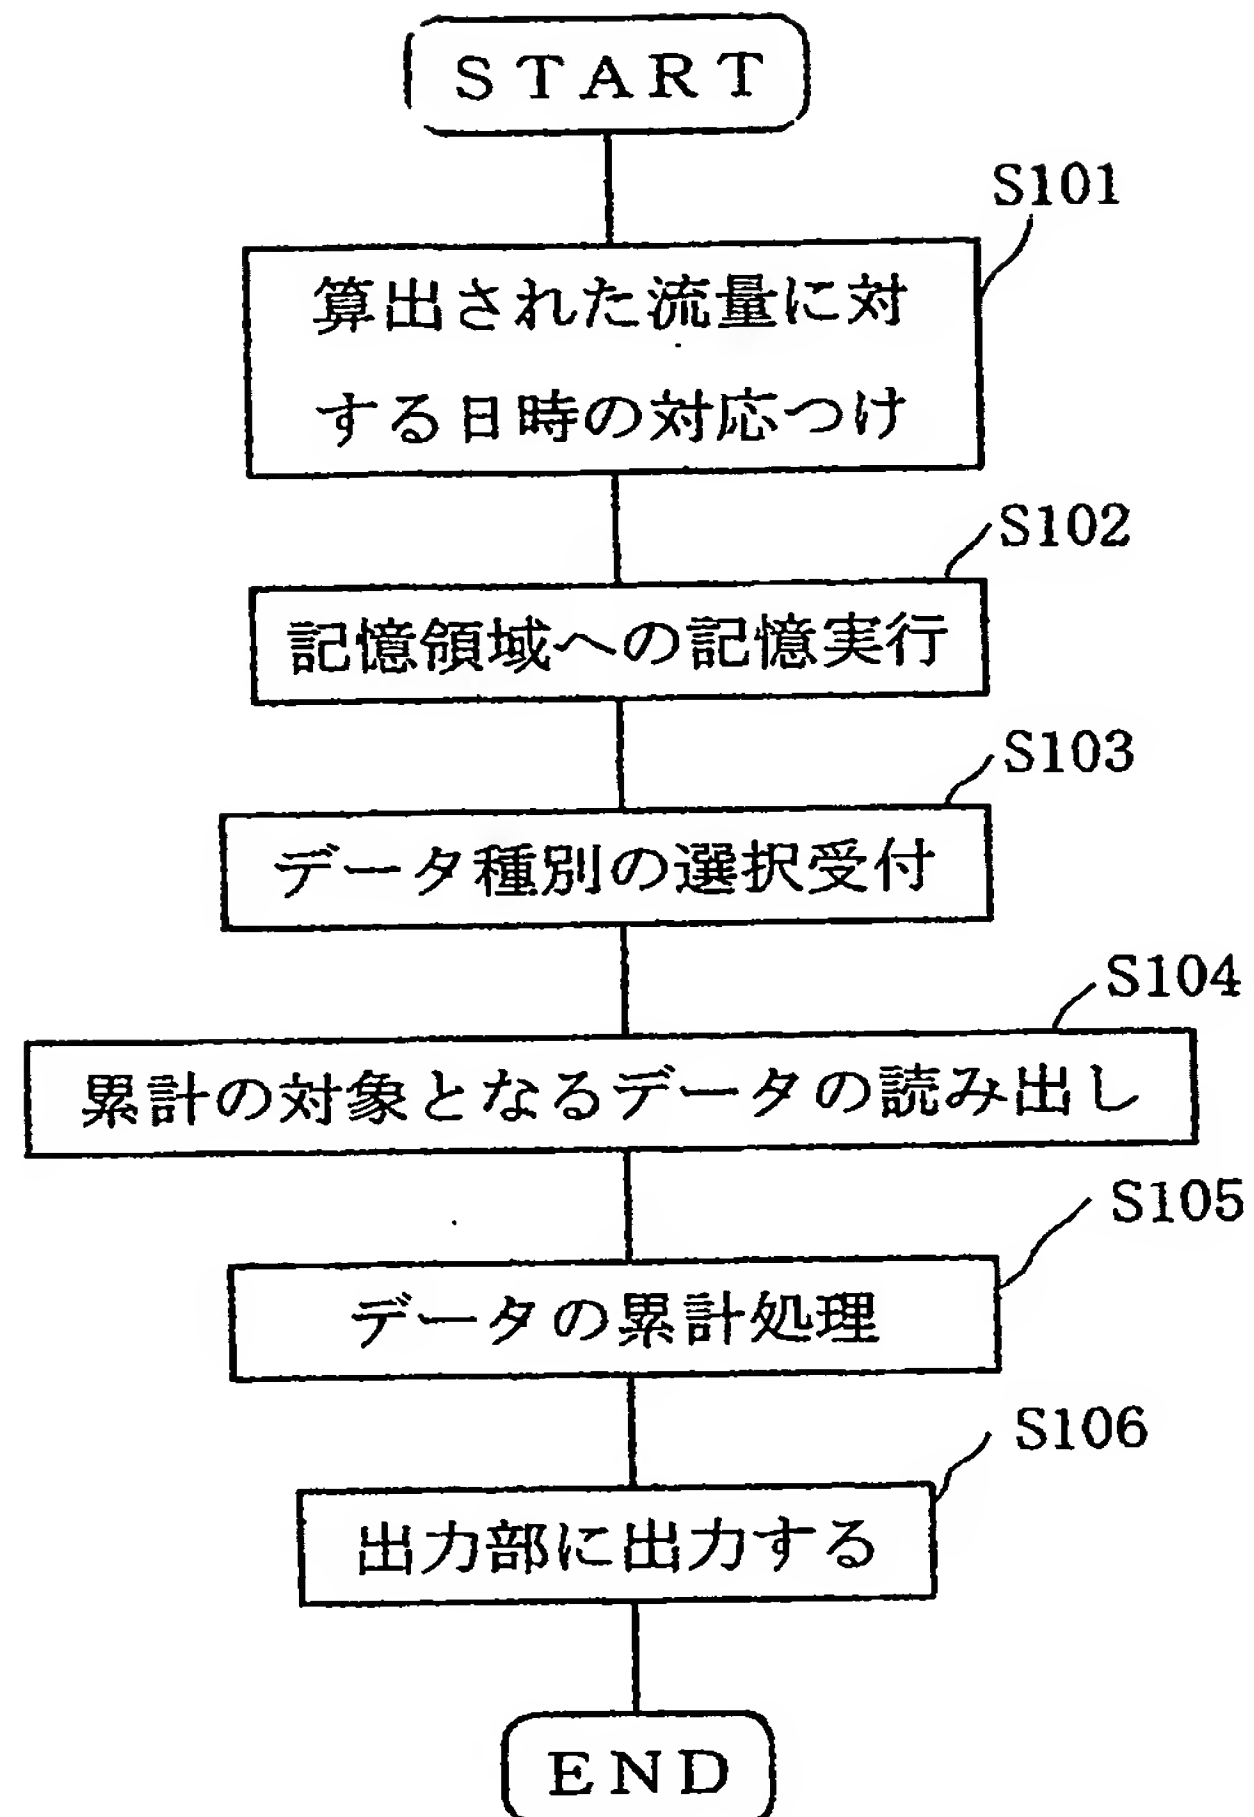 START
S101
算出された流量に対
する日時の対応つけ
S102
記憶領域への記憶実行
S103
データ種別の選択受付
S104
累計の対象となるデータの読み出し
S105
データの累計処理
S106
出力部に出力する
END